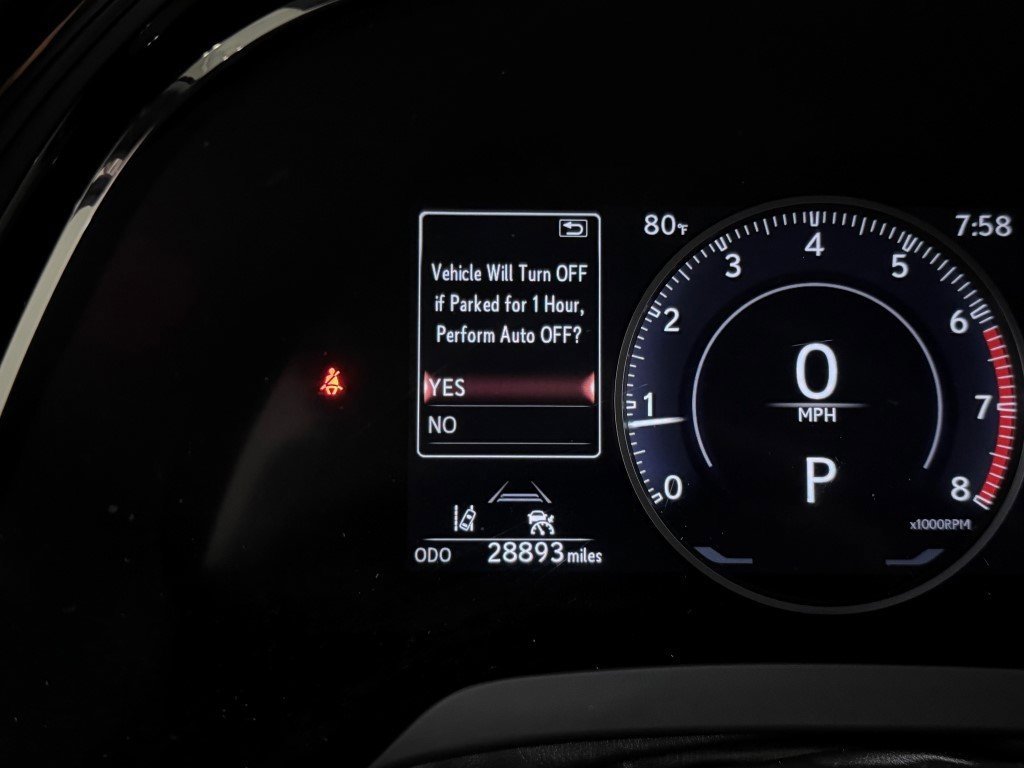 80°F
7:58
Vehicle Will Turn OFF
if Parked for 1 Hour,
Perform Auto OFF?
YES
NO
ODO 28893 miles
0
1
2
3
4
5
6
7
8
x1000RPM
0
MPH
P